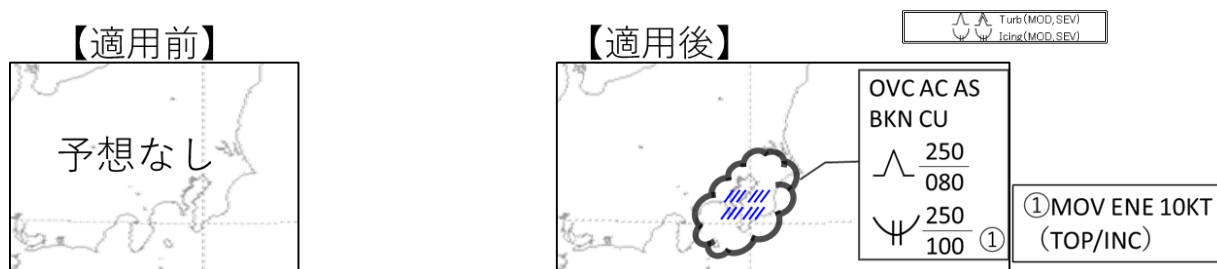 【適用前】
予想なし
【適用後】
Turb(MOD,SEV)
Icing(MOD,SEV)
OVC AC AS
BKN CU
250
080
250
100 ①
①MOV ENE 10KT
(TOP/INC)